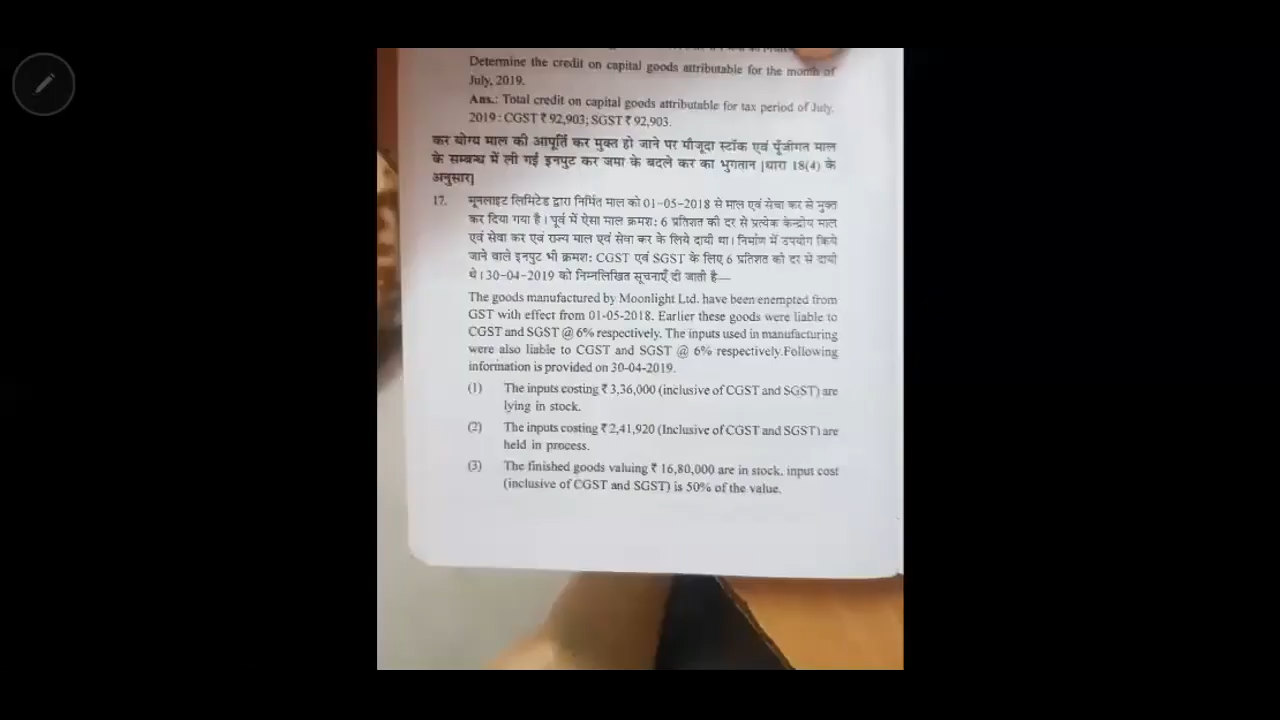 Determine the credit on capital goods attributable for the month of
July, 2019.
Ans.: Total credit on capital goods attributable for tax period of July,
2019 : CGST ₹ 92,903; SGST ₹ 92,903.
कर योग्य माल की आपूर्ति कर मुक्त हो जाने पर मौजूदा स्टॉक एवं पूँजीगत माल
के सम्बन्ध में ली गई इनपुट कर जमा के बदले कर का भुगतान [धारा 18(4) के
अनुसार]
17. मूनलाइट लिमिटेड द्वारा निर्मित माल को 01-05-2018 से माल एवं सेवा कर से मुक्त
कर दिया गया है। पूर्व में ऐसा माल क्रमश: 6 प्रतिशत की दर से प्रत्येक केन्द्रीय माल
एवं सेवा कर एवं राज्य माल एवं सेवा कर के लिये दायी था। निर्माण में उपयोग किये
जाने वाले इनपुट भी क्रमश: CGST एवं SGST के लिए 6 प्रतिशत की दर से दायी
थे। 30-04-2019 को निम्नलिखित सूचनाएँ दी जाती है—
The goods manufactured by Moonlight Ltd. have been enempted from
GST with effect from 01-05-2018. Earlier these goods were liable to
CGST and SGST @ 6% respectively. The inputs used in manufacturing
were also liable to CGST and SGST @ 6% respectively.Following
information is provided on 30-04-2019.
(1) The inputs costing ₹ 3,36,000 (inclusive of CGST and SGST) are
lying in stock.
(2) The inputs costing ₹ 2,41,920 (Inclusive of CGST and SGST) are
held in process.
(3) The finished goods valuing ₹ 16,80,000 are in stock, input cost
(inclusive of CGST and SGST) is 50% of the value.